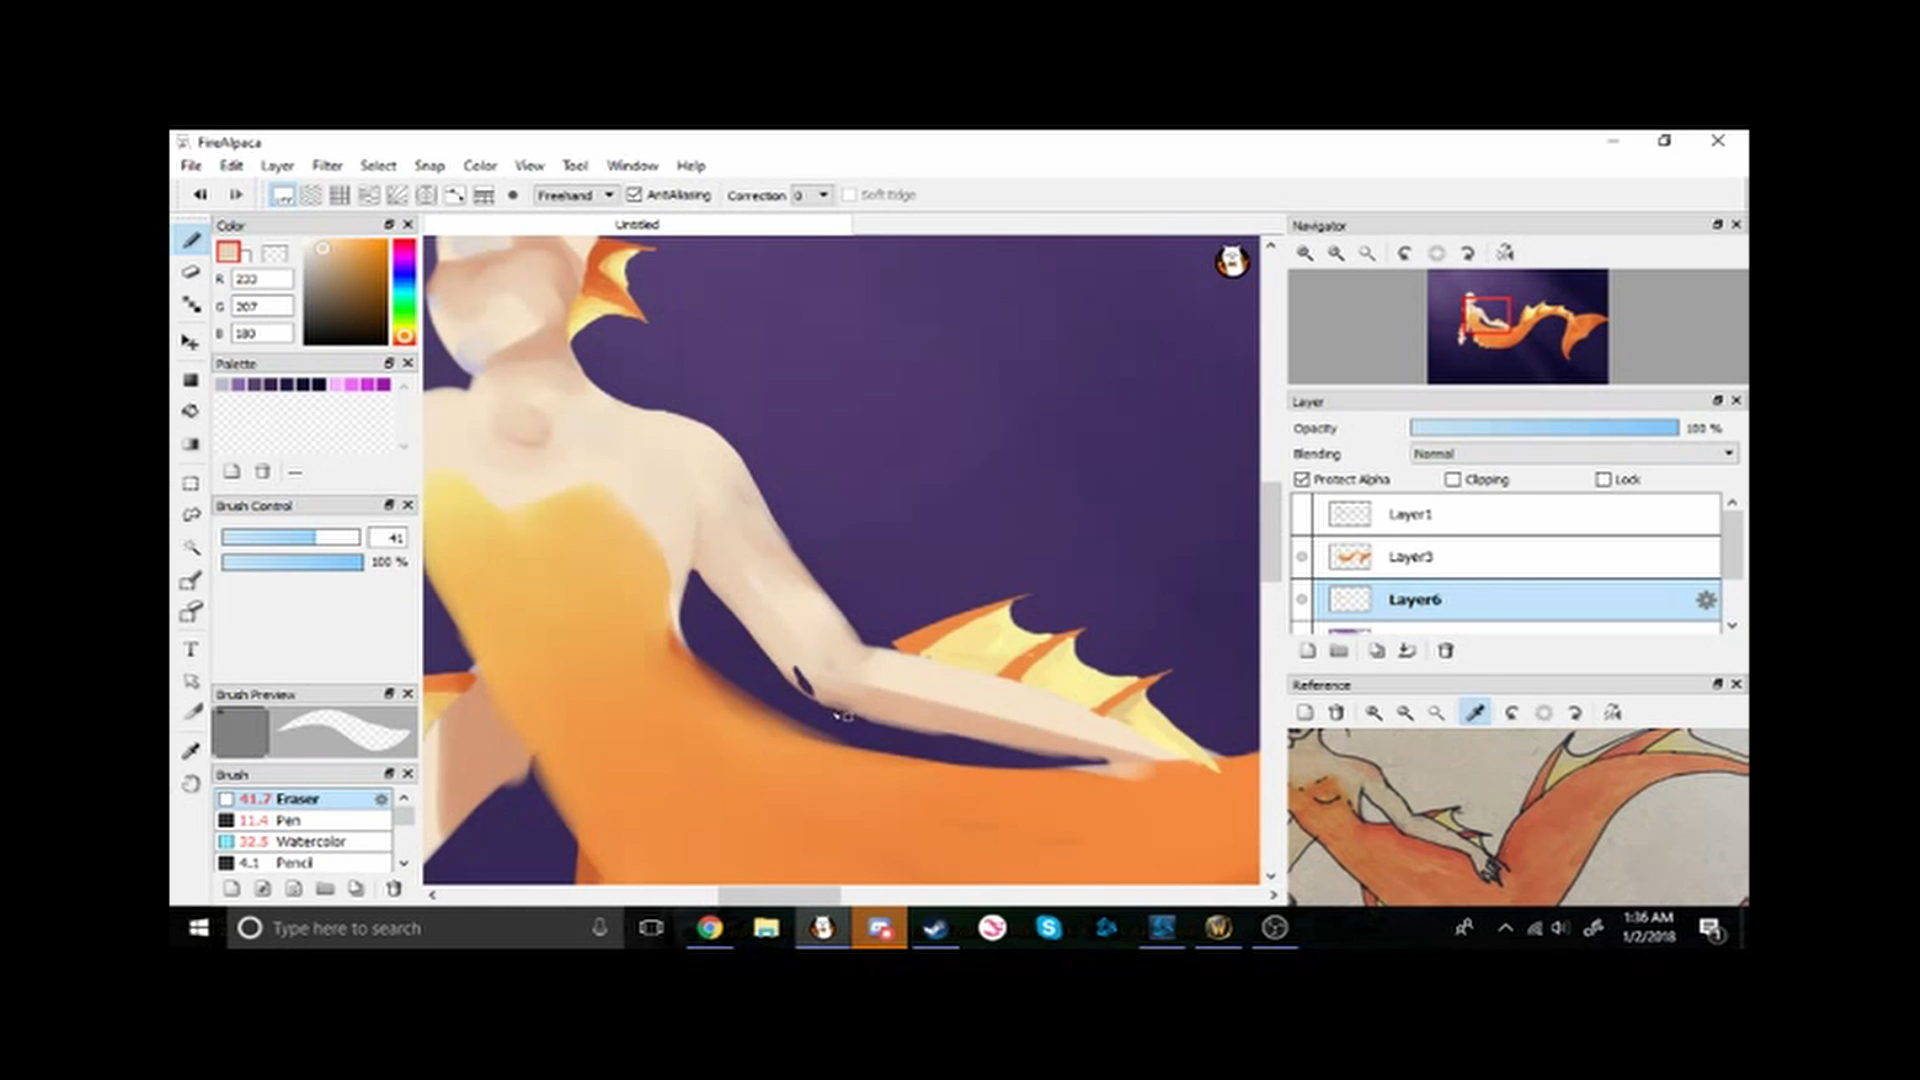 FireAlpaca
File Edit Layer Filter Select Snap Color View Tool Window Help
Freehand AntiAliasing Correction 0 Soft Edge
Color
Untitled
Navigator
R 233
G 207
B 180
Palette
Layer
Opacity 100 %
Blending Normal
Protect Alpha Clipping Lock
Layer1
Brush Control
41
Layer3
100 %
Layer6
Brush Preview
Reference
Brush
41.7 Eraser
11.4 Pen
32.5 Watercolor
4.1 Pencil
Type here to search
1:36 AM
1/2/2018